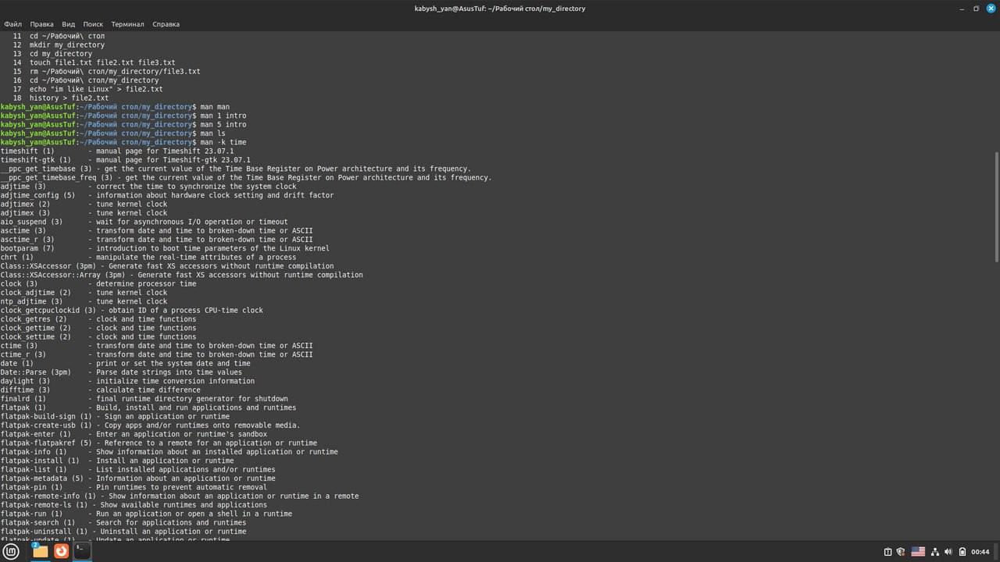 kabysh_yan@AsusTuf: ~/Рабочий стол/my_directory
Файл Правка Вид Поиск Терминал Справка
11 cd ~/Рабочий\ стол
12 mkdir my_directory
13 cd my_directory
14 touch file1.txt file2.txt file3.txt
15 rm ~/Рабочий\ стол/my_directory/file3.txt
16 cd ~/Рабочий\ стол/my_directory
17 echo "im like Linux" > file2.txt
18 history > file2.txt
kabysh_yan@AsusTuf:~/Рабочий стол/my_directory$ man man
kabysh_yan@AsusTuf:~/Рабочий стол/my_directory$ man 1 intro
kabysh_yan@AsusTuf:~/Рабочий стол/my_directory$ man 5 intro
kabysh_yan@AsusTuf:~/Рабочий стол/my_directory$ man ls
kabysh_yan@AsusTuf:~/Рабочий стол/my_directory$ man -k time
timeshift (1) - manual page for Timeshift 23.07.1
timeshift-gtk (1) - manual page for Timeshift-gtk 23.07.1
__ppc_get_timebase (3) - get the current value of the Time Base Register on Power architecture and its frequency.
__ppc_get_timebase_freq (3) - get the current value of the Time Base Register on Power architecture and its frequency.
adjtime (3) - correct the time to synchronize the system clock
adjtime_config (5) - information about hardware clock setting and drift factor
adjtimex (2) - tune kernel clock
adjtimex (3) - tune kernel clock
aio_suspend (3) - wait for asynchronous I/O operation or timeout
asctime (3) - transform date and time to broken-down time or ASCII
asctime_r (3) - transform date and time to broken-down time or ASCII
bootparam (7) - introduction to boot time parameters of the Linux kernel
chrt (1) - manipulate the real-time attributes of a process
Class::XSAccessor (3pm) - Generate fast XS accessors without runtime compilation
Class::XSAccessor::Array (3pm) - Generate fast XS accessors without runtime compilation
clock (3) - determine processor time
clock_adjtime (2) - tune kernel clock
ntp_adjtime (3) - tune kernel clock
clock_getcpuclockid (3) - obtain ID of a process CPU-time clock
clock_getres (2) - clock and time functions
clock_gettime (2) - clock and time functions
clock_settime (2) - clock and time functions
ctime (3) - transform date and time to broken-down time or ASCII
ctime_r (3) - transform date and time to broken-down time or ASCII
date (1) - print or set the system date and time
Date::Parse (3pm) - Parse date strings into time values
daylight (3) - initialize time conversion information
difftime (3) - calculate time difference
finalrd (1) - final runtime directory generator for shutdown
flatpak (1) - Build, install and run applications and runtimes
flatpak-build-sign (1) - Sign an application or runtime
flatpak-create-usb (1) - Copy apps and/or runtimes onto removable media.
flatpak-enter (1) - Enter an application or runtime's sandbox
flatpak-flatpakref (5) - Reference to a remote for an application or runtime
flatpak-info (1) - Show information about an installed application or runtime
flatpak-install (1) - Install an application or runtime
flatpak-list (1) - List installed applications and/or runtimes
flatpak-metadata (5) - Information about an application or runtime
flatpak-pin (1) - Pin runtimes to prevent automatic removal
flatpak-remote-info (1) - Show information about an application or runtime in a remote
flatpak-remote-ls (1) - Show available runtimes and applications
flatpak-run (1) - Run an application or open a shell in a runtime
flatpak-search (1) - Search for applications and runtimes
flatpak-uninstall (1) - Uninstall an application or runtime
flatpak-update (1) - Update an application or runtime
2
00:44